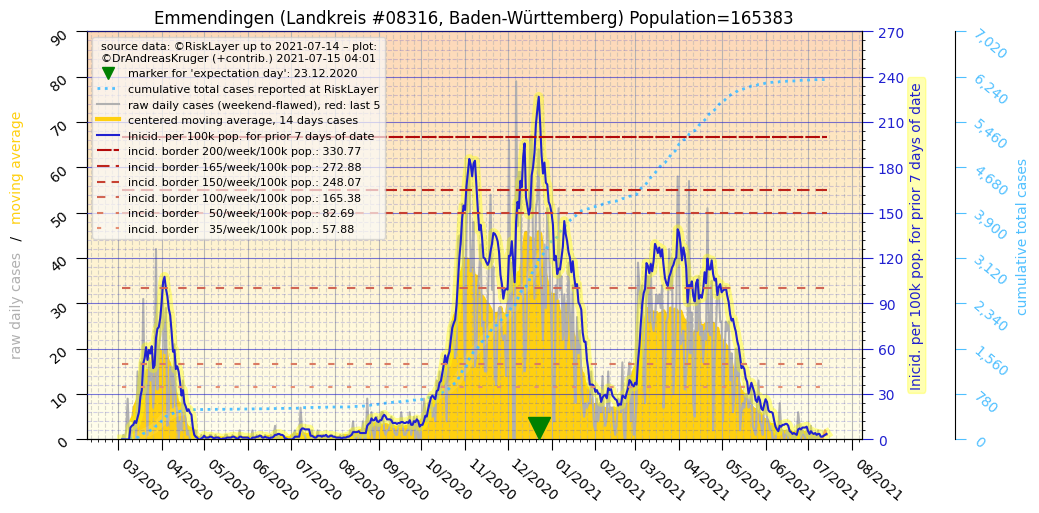 Emmendingen (Landkreis #08316, Baden-Württemberg) Population=165383
source data: ©RiskLayer up to 2021-07-14 – plot:
©DrAndreasKruger (+contrib.) 2021-07-15 04:01
marker for 'expectation day': 23.12.2020
cumulative total cases reported at RiskLayer
raw daily cases (weekend-flawed), red: last 5
centered moving average, 14 days cases
Inicid. per 100k pop. for prior 7 days of date
incid. border 200/week/100k pop.: 330.77
incid. border 165/week/100k pop.: 272.88
incid. border 150/week/100k pop.: 248.07
incid. border 100/week/100k pop.: 165.38
incid. border 50/week/100k pop.: 82.69
incid. border 35/week/100k pop.: 57.88
raw daily cases / moving average
90
80
70
60
50
40
30
20
10
0
03/2020
04/2020
05/2020
06/2020
07/2020
08/2020
09/2020
10/2020
11/2020
12/2020
01/2021
02/2021
03/2021
04/2021
05/2021
06/2021
07/2021
08/2021
270
240
210
180
150
120
90
60
30
0
Inicid. per 100k pop. for prior 7 days of date
7,020
6,240
5,460
4,680
3,900
3,120
2,340
1,560
780
0
cumulative total cases